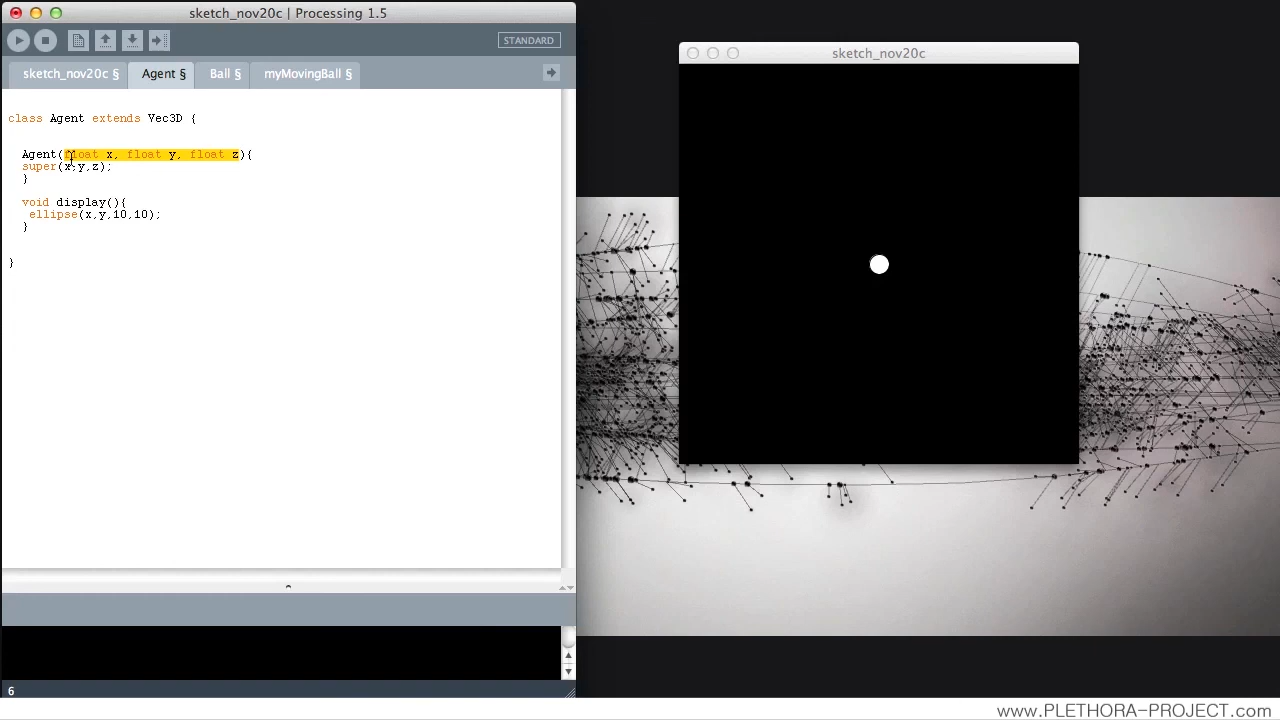 sketch_nov20c | Processing 1.5
STANDARD
sketch_nov20c § Agent § Ball § myMovingBall §
class Agent extends Vec3D {
Agent(float x, float y, float z){
super(x,y,z);
}
void display(){
ellipse(x,y,10,10);
}
}
6
sketch_nov20c
www.PLETHORA-PROJECT.com